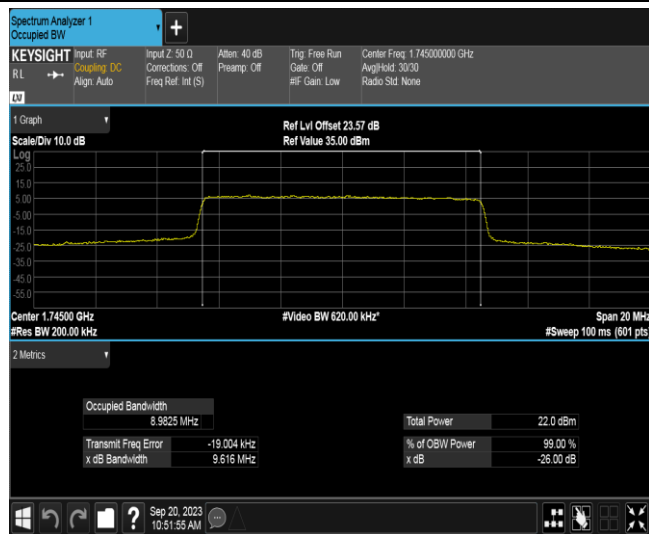 Spectrum Analyzer 1
Occupied BW
+
KEYSIGHT Input: RF Input Z: 50 Ω Atten: 40 dB Trig: Free Run Center Freq: 1.745000000 GHz
RL Coupling: DC Corrections: Off Preamp: Off Gate: Off Avg|Hold: 30/30
Align: Auto Freq Ref: Int (S) #IF Gain: Low Radio Std: None
LXI
1 Graph
Ref Lvl Offset 23.57 dB
Scale/Div 10.0 dB Ref Value 35.00 dBm
Log
25.0
15.0
5.00
-5.00
-15.0
-25.0
-35.0
-45.0
-55.0
Center 1.74500 GHz #Video BW 620.00 kHz* Span 20 MHz
#Res BW 200.00 kHz #Sweep 100 ms (601 pts)
2 Metrics
Occupied Bandwidth
8.9825 MHz Total Power 22.0 dBm
Transmit Freq Error -19.004 kHz % of OBW Power 99.00 %
x dB Bandwidth 9.616 MHz x dB -26.00 dB
? Sep 20, 2023
10:51:55 AM